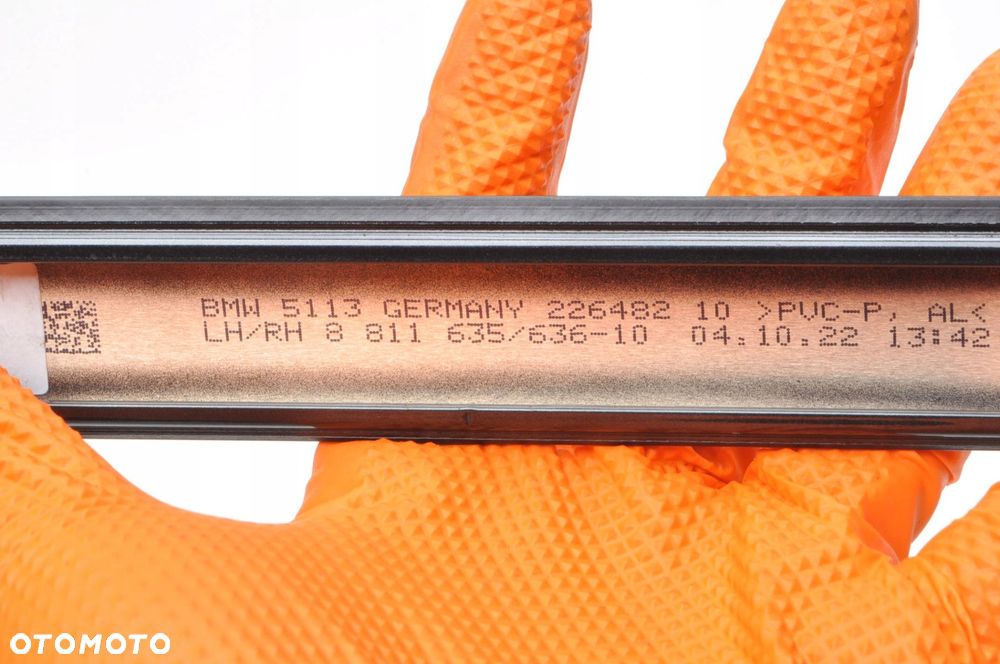 BMW 5113 GERMANY 226482 10 >PVC-P, AL<
LH/RH 8 811 635/636-10 04.10.22 13:42
OTOMOTO